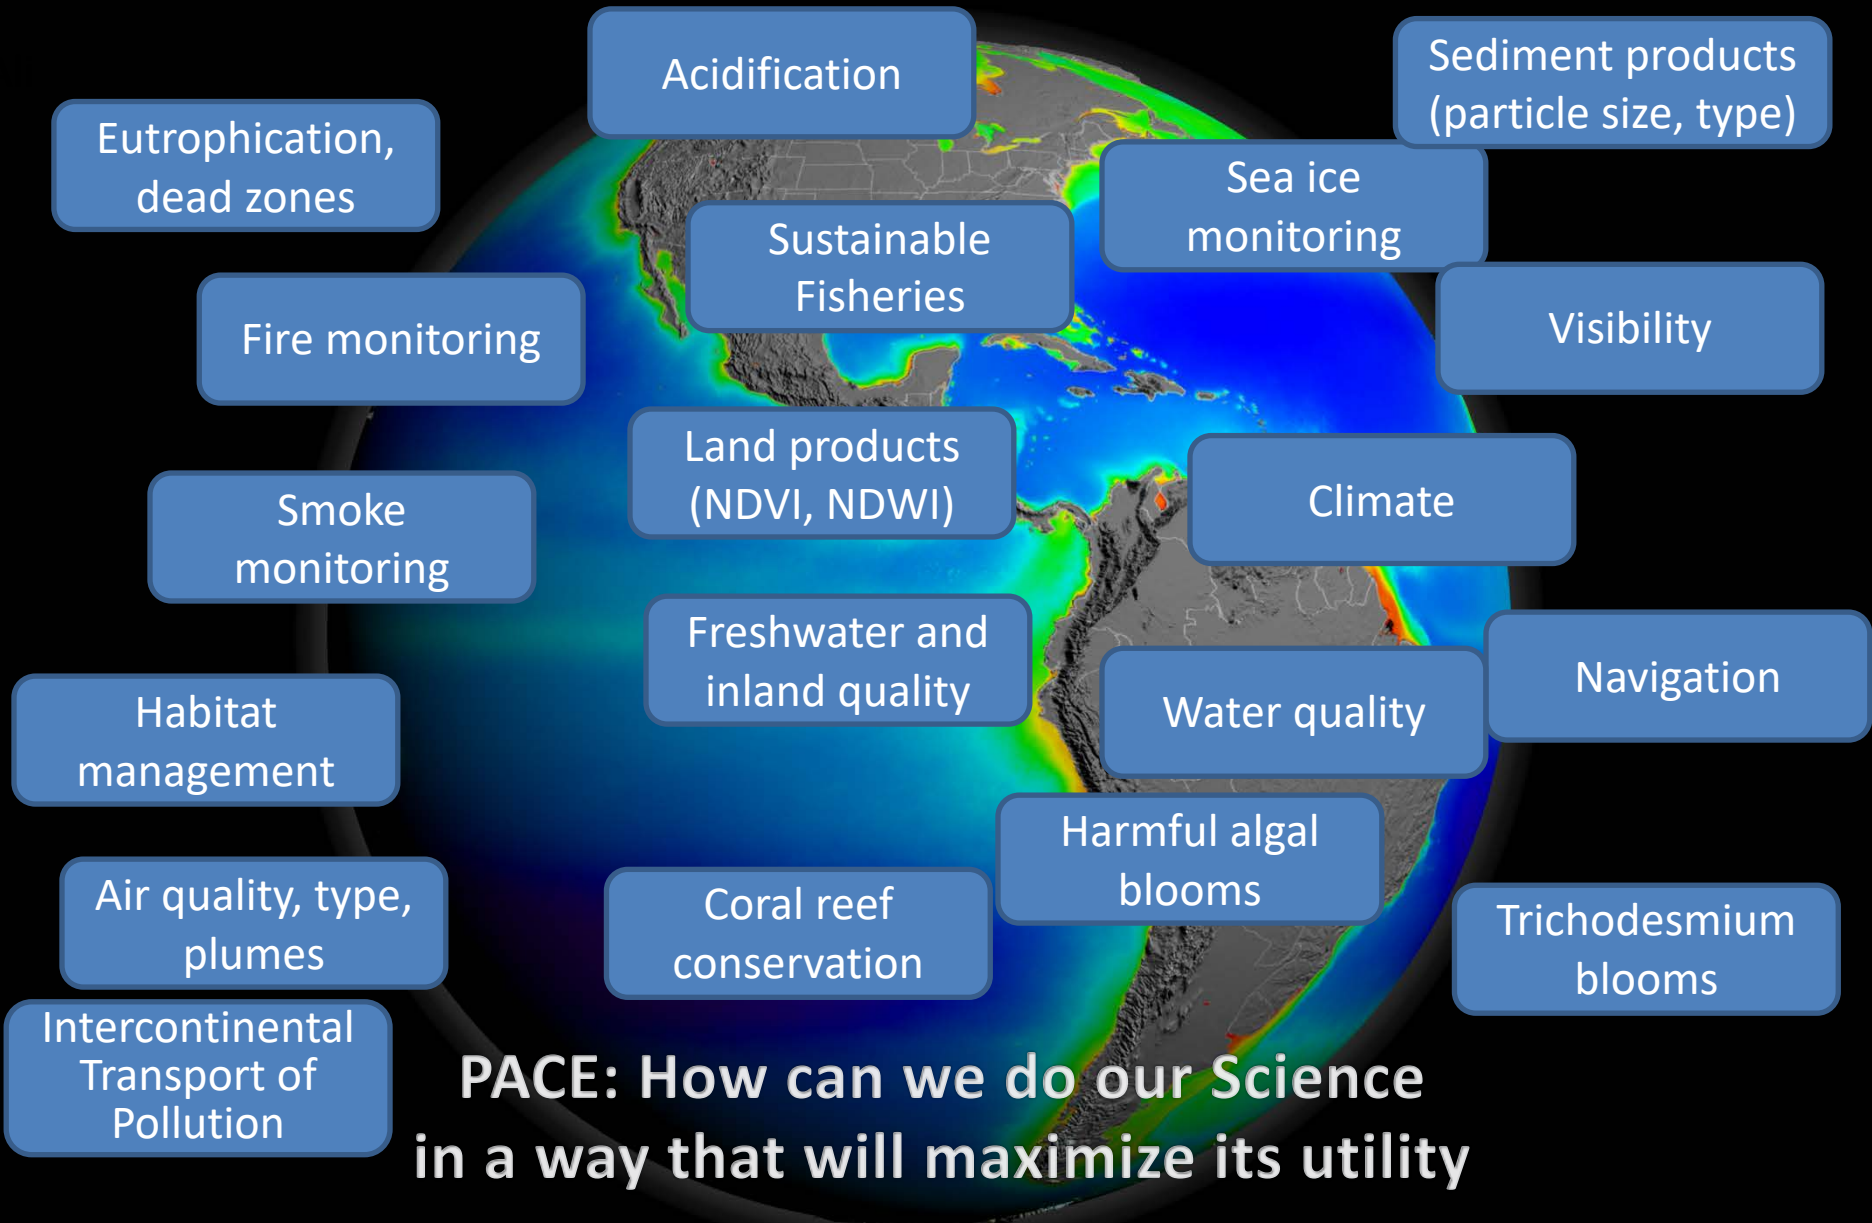 Acidification
Sediment products
(particle size, type)
Eutrophication,
dead zones
Sea ice
monitoring
Sustainable
Fisheries
Fire monitoring
Visibility
Land products
(NDVI, NDWI)
Climate
Smoke
monitoring
Freshwater and
inland quality
Navigation
Water quality
Habitat
management
Harmful algal
blooms
Air quality, type,
plumes
Coral reef
conservation
Trichodesmium
blooms
Intercontinental
Transport of
Pollution
PACE: How can we do our Science
in a way that will maximize its utility